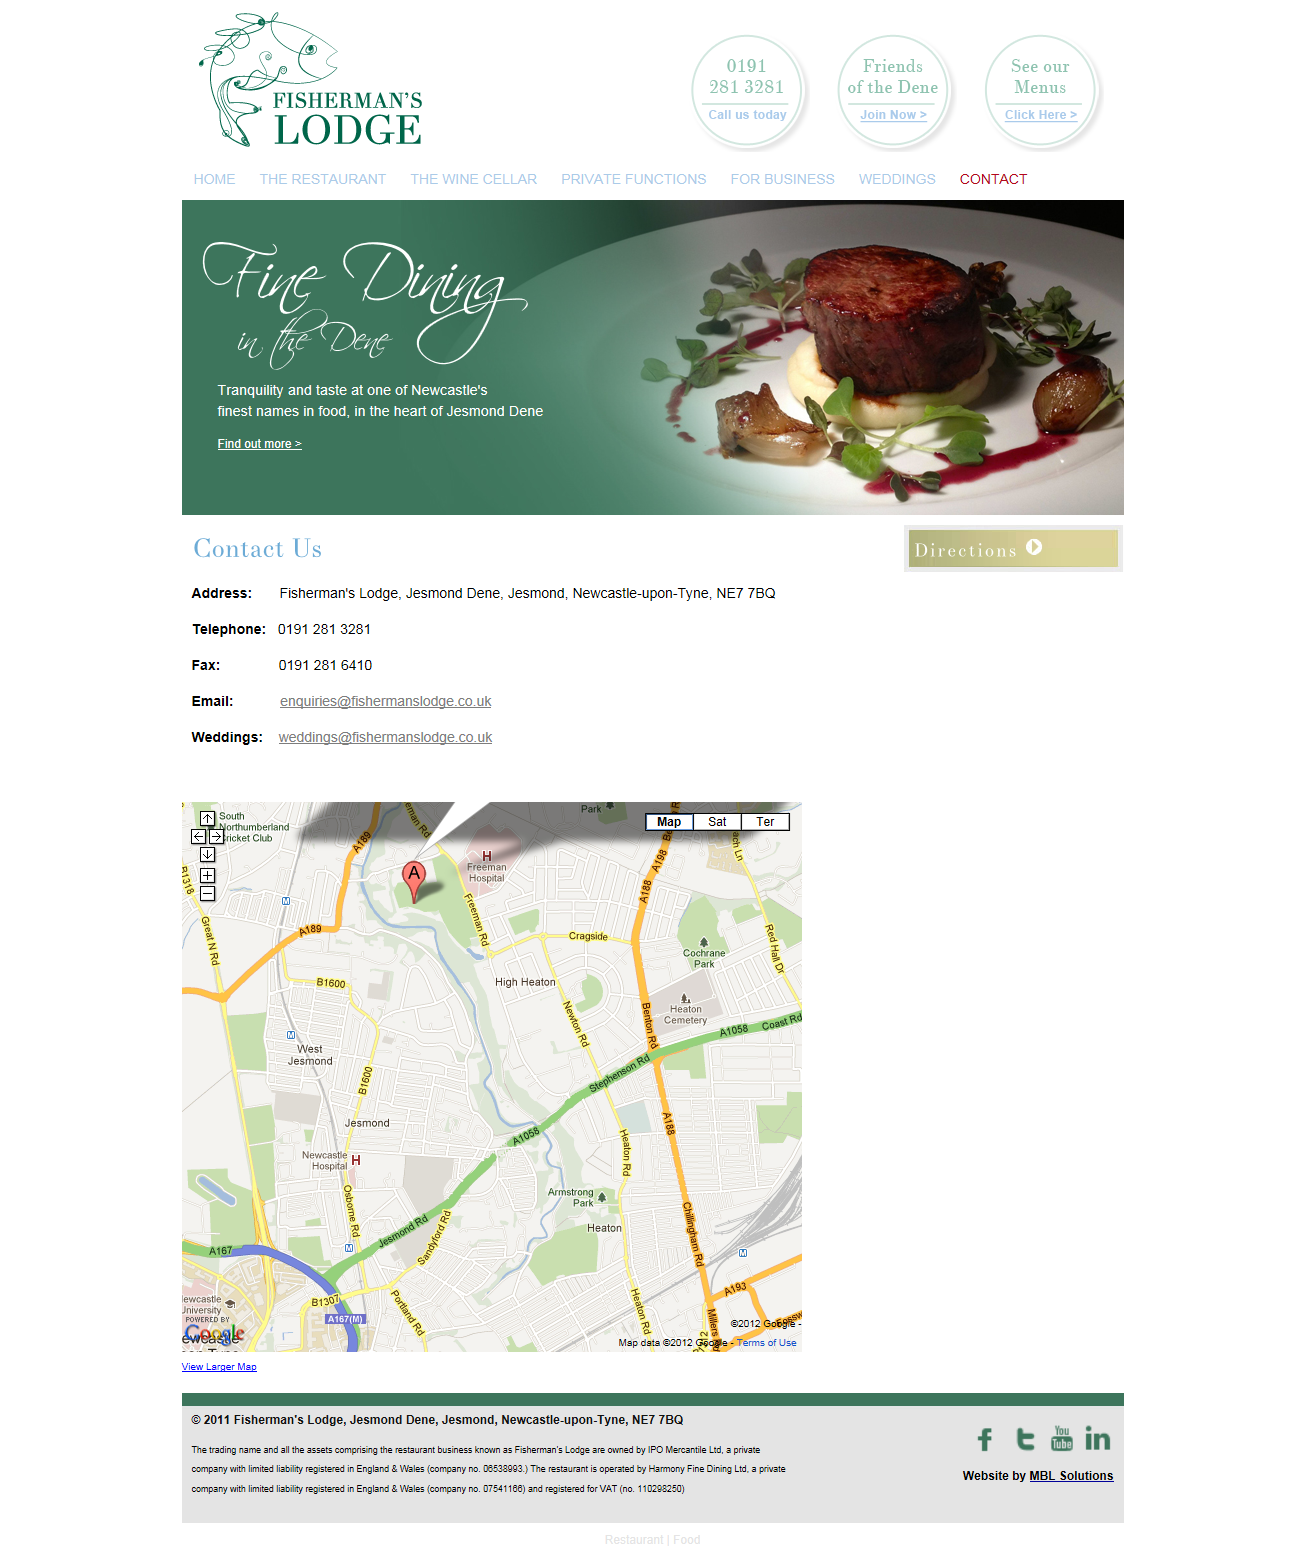 FISHERMAN'S
LODGE
0191
281 3281
Call us today
Friends
of the Dene
Join Now >
See our
Menus
Click Here >
HOME THE RESTAURANT THE WINE CELLAR PRIVATE FUNCTIONS FOR BUSINESS WEDDINGS CONTACT
Fine Dining
in the Dene
Tranquility and taste at one of Newcastle's
finest names in food, in the heart of Jesmond Dene
Find out more >
Contact Us
Directions
Address: Fisherman's Lodge, Jesmond Dene, Jesmond, Newcastle-upon-Tyne, NE7 7BQ
Telephone: 0191 281 3281
Fax: 0191 281 6410
Email: enquiries@fishermanslodge.co.uk
Weddings: weddings@fishermanslodge.co.uk
Park
Map Sat Ter
South
Northumberland
Cricket Club
A189
A
H
Freeman
Hospital
A198
A188
B1318
M
Great N Rd
A189
Freeman Rd
Cragside
Cochrane
Park
Red Hall Dr
B1600
High Heaton
Newton Rd
Benton Rd
Heaton
Cemetery
A1058
Coast Rd
M
West
Jesmond
B1600
Stephenson Rd
Jesmond
A1058
A188
Heaton Rd
Newcastle
Hospital
H
Osborne Rd
Armstrong
Park
Heaton
Chillingham Rd
Jesmond Rd
Sandyford Rd
M
A167
M
A193
B1307
Portland Rd
Heaton Rd
A167(M)
University
POWERED BY
Google
©2012 Google -
Map data ©2012 Google - Terms of Use
View Larger Map
© 2011 Fisherman's Lodge, Jesmond Dene, Jesmond, Newcastle-upon-Tyne, NE7 7BQ
The trading name and all the assets comprising the restaurant business known as Fisherman's Lodge are owned by IPO Mercantile Ltd, a private
company with limited liability registered in England & Wales (company no. 06538993.) The restaurant is operated by Harmony Fine Dining Ltd, a private
company with limited liability registered in England & Wales (company no. 07541166) and registered for VAT (no. 110298250)
You
Tube
in
Website by MBL Solutions
Restaurant | Food